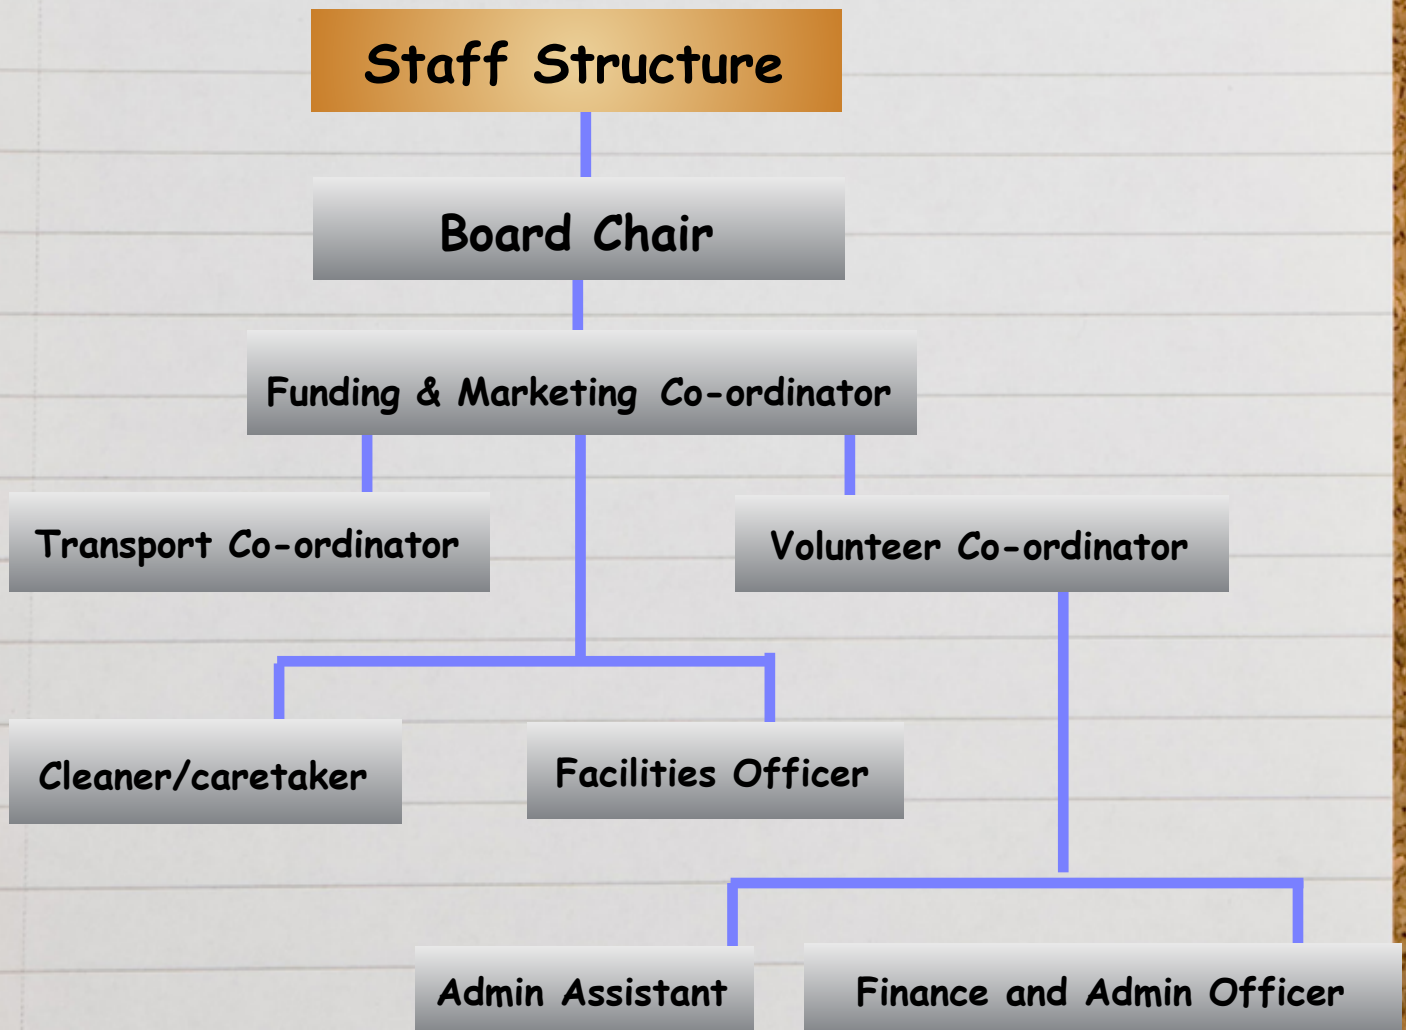 Staff Structure
Board Chair
Funding & Marketing Co-ordinator
Transport Co-ordinator
Volunteer Co-ordinator
Cleaner/caretaker
Facilities Officer
Admin Assistant
Finance and Admin Officer